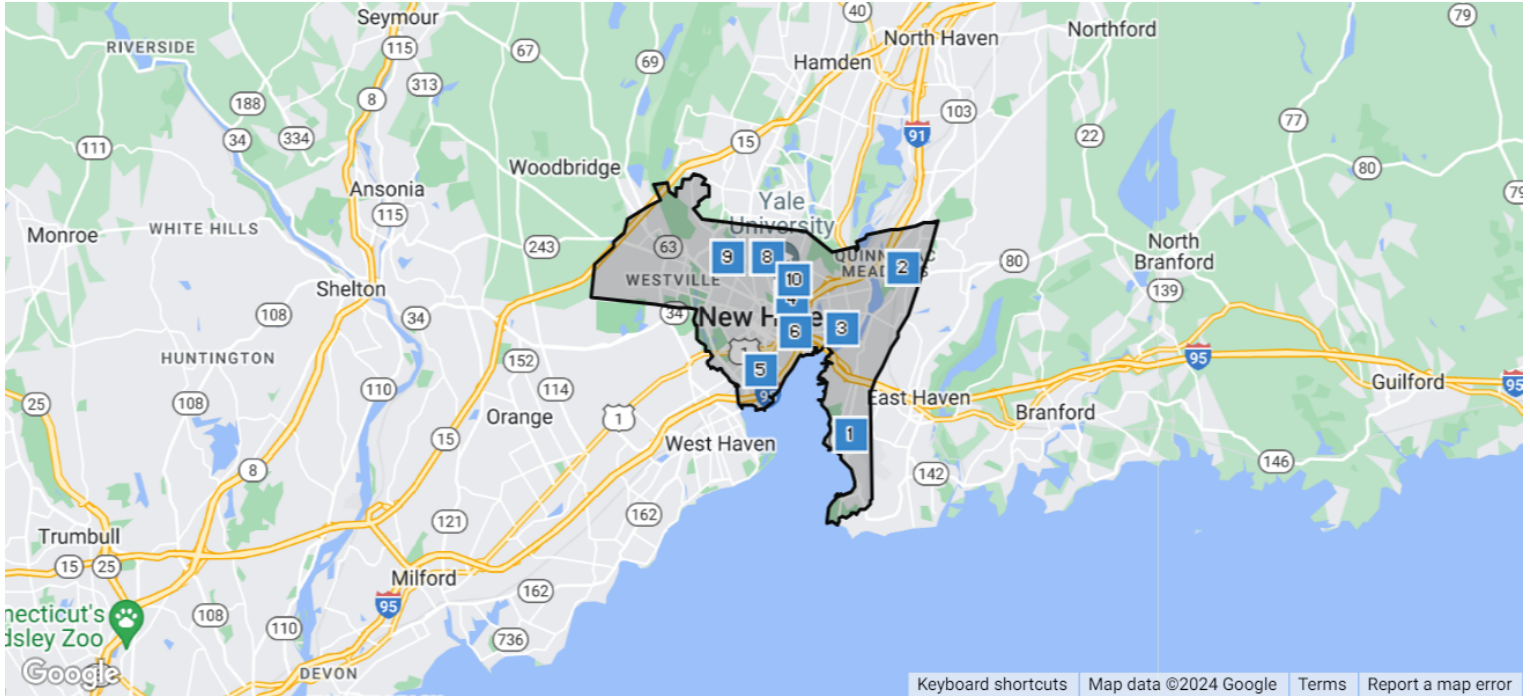 Seymour
40
79
RIVERSIDE
115
67
69
North Haven
Northford
Hamden
313
8
188
103
34
334
15
91
22
77
111
Woodbridge
80
Ansonia
79
115
Yale
University
Monroe
WHITE HILLS
243
63
9
8
QUINN
MEAD
2
80
North
Branford
WESTVILLE
10
Shelton
139
4
108
34
34
New H
6
3
HUNTINGTON
152
1
95
5
110
114
Guilford
95
25
108
Orange
1
East Haven
Branford
15
West Haven
1
142
146
8
121
162
Trumbull
15
25
Milford
162
95
necticut's
dsley Zoo
108
110
736
DEVON
Google
Keyboard shortcuts
Map data ©2024 Google
Terms
Report a map error